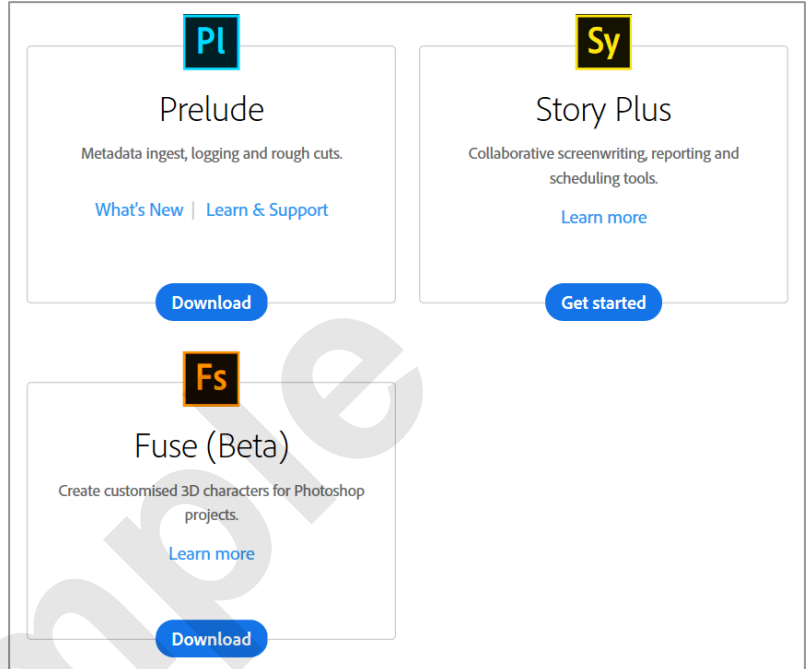 Pl
Prelude
Metadata ingest, logging and rough cuts.
What's New | Learn & Support
Download
Sy
Story Plus
Collaborative screenwriting, reporting and
scheduling tools.
Learn more
Get started
Fs
Fuse (Beta)
Create customised 3D characters for Photoshop
projects.
Learn more
Download
mple